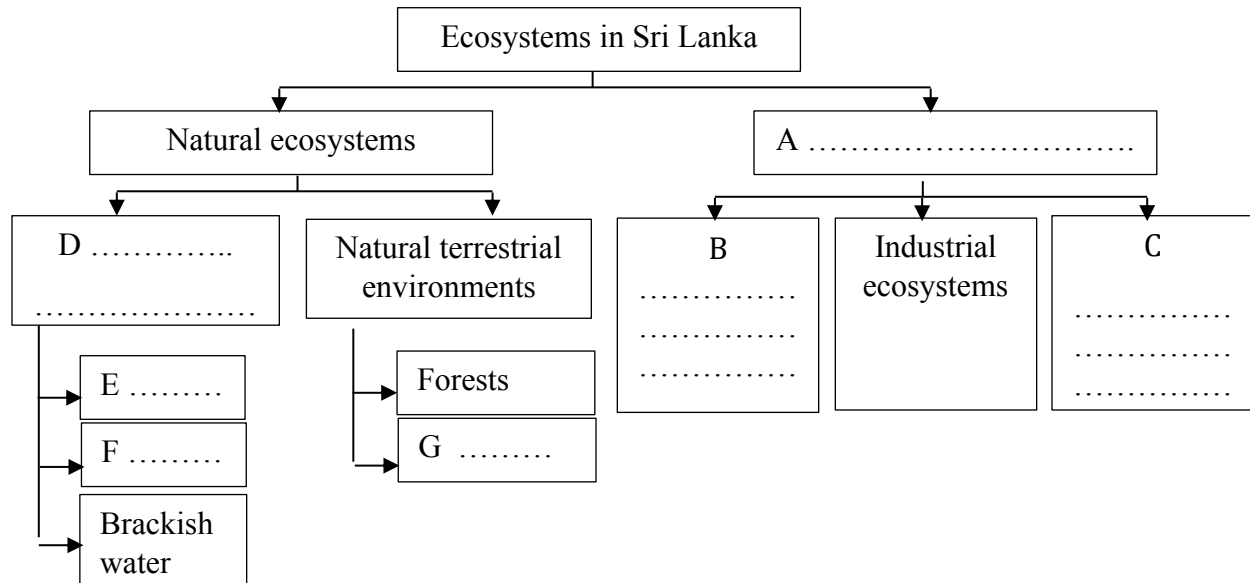 Ecosystems in Sri Lanka
Natural ecosystems
A …………………………….
D …………..
…………………
Natural terrestrial
environments
B
……………
……………
……………
Industrial
ecosystems
C
……………
……………
……………
E ………
F ………
Brackish
water
Forests
G ………